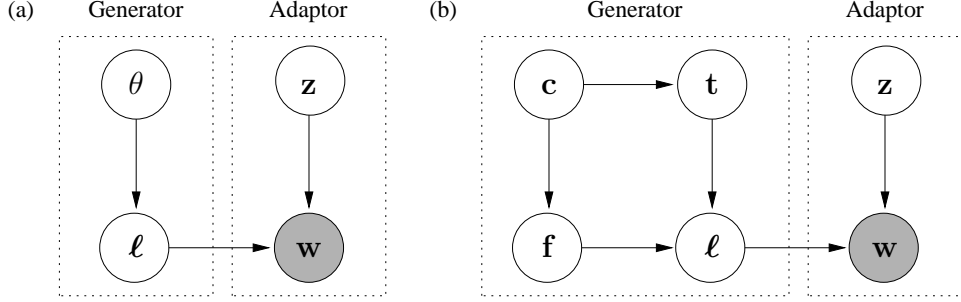 (a) Generator Adaptor (b) Generator Adaptor
θ z c t z
ℓ w f ℓ w